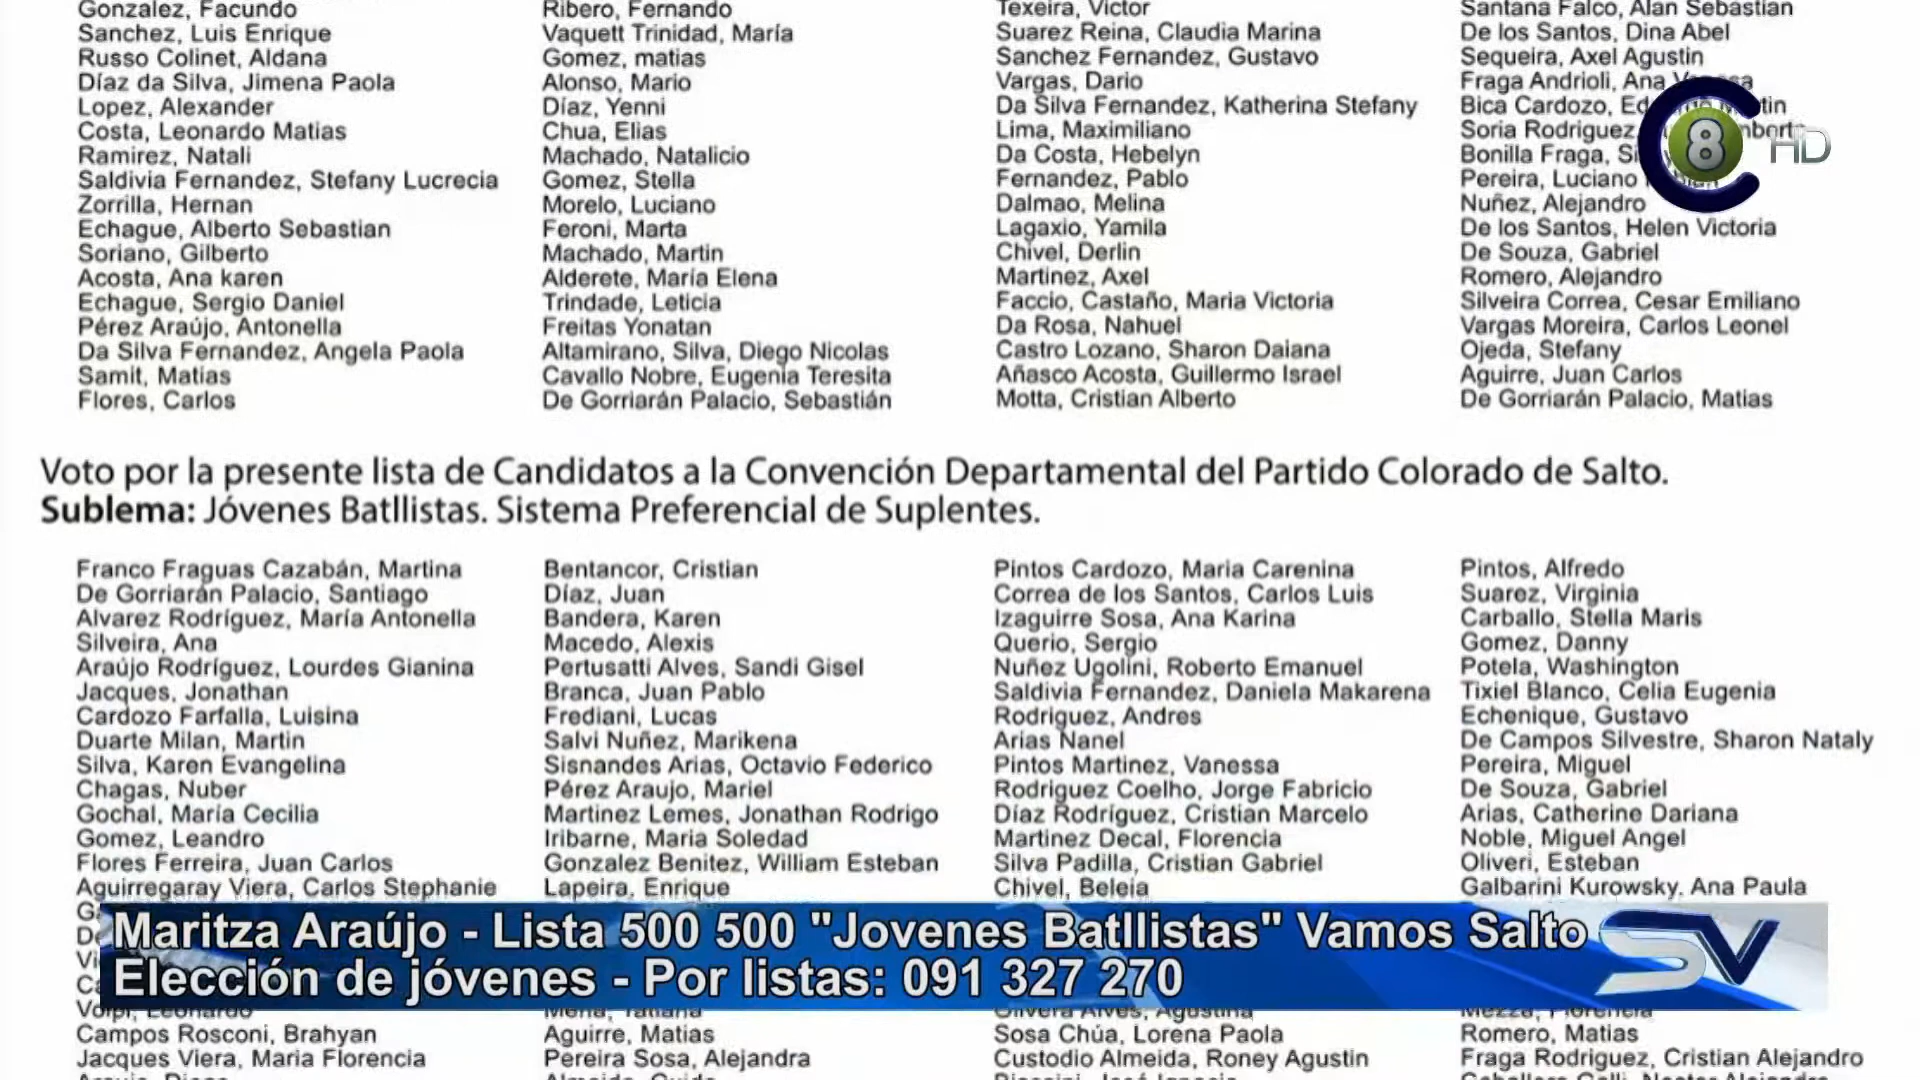 Gonzalez, Facundo
Sanchez, Luis Enrique
Russo Colinet, Aldana
Díaz da Silva, Jimena Paola
Lopez, Alexander
Costa, Leonardo Matias
Ramirez, Natali
Saldivia Fernandez, Stefany Lucrecia
Zorrilla, Hernan
Echague, Alberto Sebastian
Soriano, Gilberto
Acosta, Ana karen
Echague, Sergio Daniel
Pérez Araújo, Antonella
Da Silva Fernandez, Angela Paola
Samit, Matias
Flores, Carlos
Ribero, Fernando
Vaquett Trinidad, María
Gomez, matias
Alonso, Mario
Díaz, Yenni
Chua, Elias
Machado, Natalicio
Gomez, Stella
Morelo, Luciano
Feroni, Marta
Machado, Martin
Alderete, María Elena
Trindade, Leticia
Freitas Yonatan
Altamirano, Silva, Diego Nicolas
Cavallo Nobre, Eugenia Teresita
De Gorriarán Palacio, Sebastián
Texeira, Victor
Suarez Reina, Claudia Marina
Sanchez Fernandez, Gustavo
Vargas, Dario
Da Silva Fernandez, Katherina Stefany
Lima, Maximiliano
Da Costa, Hebelyn
Fernandez, Pablo
Dalmao, Melina
Lagaxio, Yamila
Chivel, Derlin
Martinez, Axel
Faccio, Castaño, Maria Victoria
Da Rosa, Nahuel
Castro Lozano, Sharon Daiana
Añasco Acosta, Guillermo Israel
Motta, Cristian Alberto
Santana Falco, Alan Sebastian
De los Santos, Dina Abel
Sequeira, Axel Agustin
Fraga Andrioli, Ana
Bica Cardozo,
Soria Rodriguez,
Bonilla Fraga,
Pereira, Luciano
Nuñez, Alejandro
De los Santos, Helen Victoria
De Souza, Gabriel
Romero, Alejandro
Silveira Correa, Cesar Emiliano
Vargas Moreira, Carlos Leonel
Ojeda, Stefany
Aguirre, Juan Carlos
De Gorriarán Palacio, Matias
C 8 HD
Voto por la presente lista de Candidatos a la Convención Departamental del Partido Colorado de Salto.
Sublema: Jóvenes Batllistas. Sistema Preferencial de Suplentes.
Franco Fraguas Cazabán, Martina
De Gorriarán Palacio, Santiago
Alvarez Rodríguez, María Antonella
Silveira, Ana
Araújo Rodríguez, Lourdes Gianina
Jacques, Jonathan
Cardozo Farfalla, Luisina
Duarte Milan, Martin
Silva, Karen Evangelina
Chagas, Nuber
Gochal, María Cecilia
Gomez, Leandro
Flores Ferreira, Juan Carlos
Aguirregaray Viera, Carlos Stephanie
Volpi, Leonardo
Campos Rosconi, Brahyan
Jacques Viera, Maria Florencia
Bentancor, Cristian
Díaz, Juan
Bandera, Karen
Macedo, Alexis
Pertusatti Alves, Sandi Gisel
Branca, Juan Pablo
Frediani, Lucas
Salvi Nuñez, Marikena
Sisnandes Arias, Octavio Federico
Pérez Araujo, Mariel
Martinez Lemes, Jonathan Rodrigo
Iribarne, Maria Soledad
Gonzalez Benitez, William Esteban
Lapeira, Enrique
Mena, Tatiana
Aguirre, Matias
Pereira Sosa, Alejandra
Pintos Cardozo, Maria Carenina
Correa de los Santos, Carlos Luis
Izaguirre Sosa, Ana Karina
Querio, Sergio
Nuñez Ugolini, Roberto Emanuel
Saldivia Fernandez, Daniela Makarena
Rodriguez, Andres
Arias Nanel
Pintos Martinez, Vanessa
Rodriguez Coelho, Jorge Fabricio
Díaz Rodríguez, Cristian Marcelo
Martinez Decal, Florencia
Silva Padilla, Cristian Gabriel
Chivel, Beleia
Olivera Alves, Agustina
Sosa Chúa, Lorena Paola
Custodio Almeida, Roney Agustin
Pintos, Alfredo
Suarez, Virginia
Carballo, Stella Maris
Gomez, Danny
Potela, Washington
Tixiel Blanco, Celia Eugenia
Echenique, Gustavo
De Campos Silvestre, Sharon Nataly
Pereira, Miguel
De Souza, Gabriel
Arias, Catherine Dariana
Noble, Miguel Angel
Oliveri, Esteban
Galbarini Kurowsky, Ana Paula
Mezza, Florencia
Romero, Matias
Fraga Rodriguez, Cristian Alejandro
Maritza Araújo - Lista 500 500 "Jovenes Batllistas" Vamos Salto
Elección de jóvenes - Por listas: 091 327 270
SV